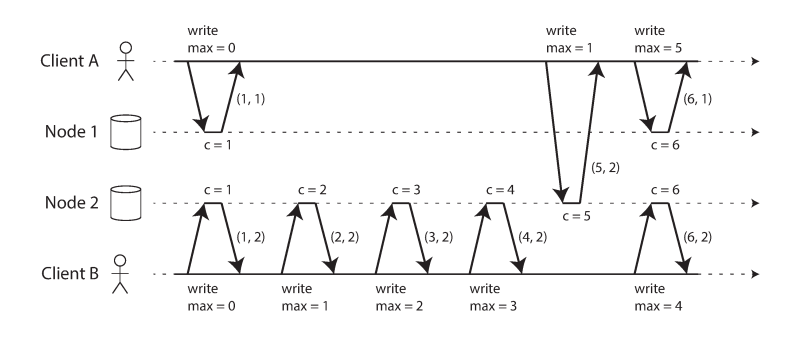 write
max = 0
write
max = 1
write
max = 5
Client A
(1, 1)
(6, 1)
Node 1
c = 1
c = 6
(5, 2)
c = 1
c = 2
c = 3
c = 4
c = 6
Node 2
c = 5
(1, 2)
(2, 2)
(3, 2)
(4, 2)
(6, 2)
Client B
write
max = 0
write
max = 1
write
max = 2
write
max = 3
write
max = 4